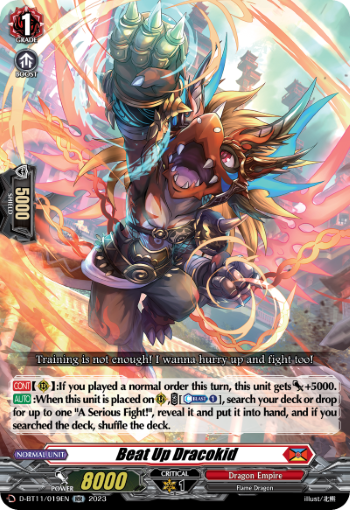 1
GRADE
BOOST
5000
SHIELD
Training is not enough! I wanna hurry up and fight too!
CONT【 】:If you played a normal order this turn, this unit gets +5000.
AUTO:When this unit is placed on , [ ], search your deck or drop
for up to one "A Serious Fight!", reveal it and put it into hand, and if you
searched the deck, shuffle the deck.
NORMAL UNIT
Beat Up Dracokid
POWER 8000
CRITICAL
1
Dragon Empire
Flame Dragon
D-BT11/019EN RR 2023
illust/北熊